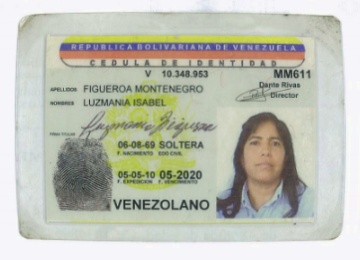 REPUBLICA BOLIVARIANA DE VENEZUELA
CEDULA DE IDENTIDAD
V 10.348.953 MM611
APELLIDOS FIGUEROA MONTENEGRO Dante Rivas
Director
NOMBRES LUZMANIA ISABEL
FIRMA TITULAR Luzmania Figueroa
06-08-69 SOLTERA
F. NACIMIENTO EDO CIVIL
05-05-10 05-2020
F. EXPEDICION F. VENCIMIENTO
VENEZOLANO